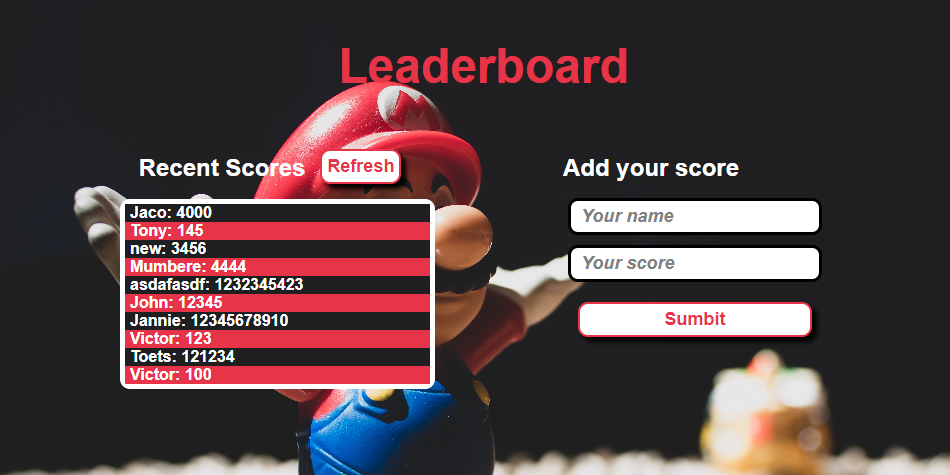 Leaderboard
Recent Scores
Refresh
Jaco: 4000
Tony: 145
new: 3456
Mumbere: 4444
asdafasdf: 1232345423
John: 12345
Jannie: 12345678910
Victor: 123
Toets: 121234
Victor: 100
Add your score
Your name
Your score
Sumbit
M